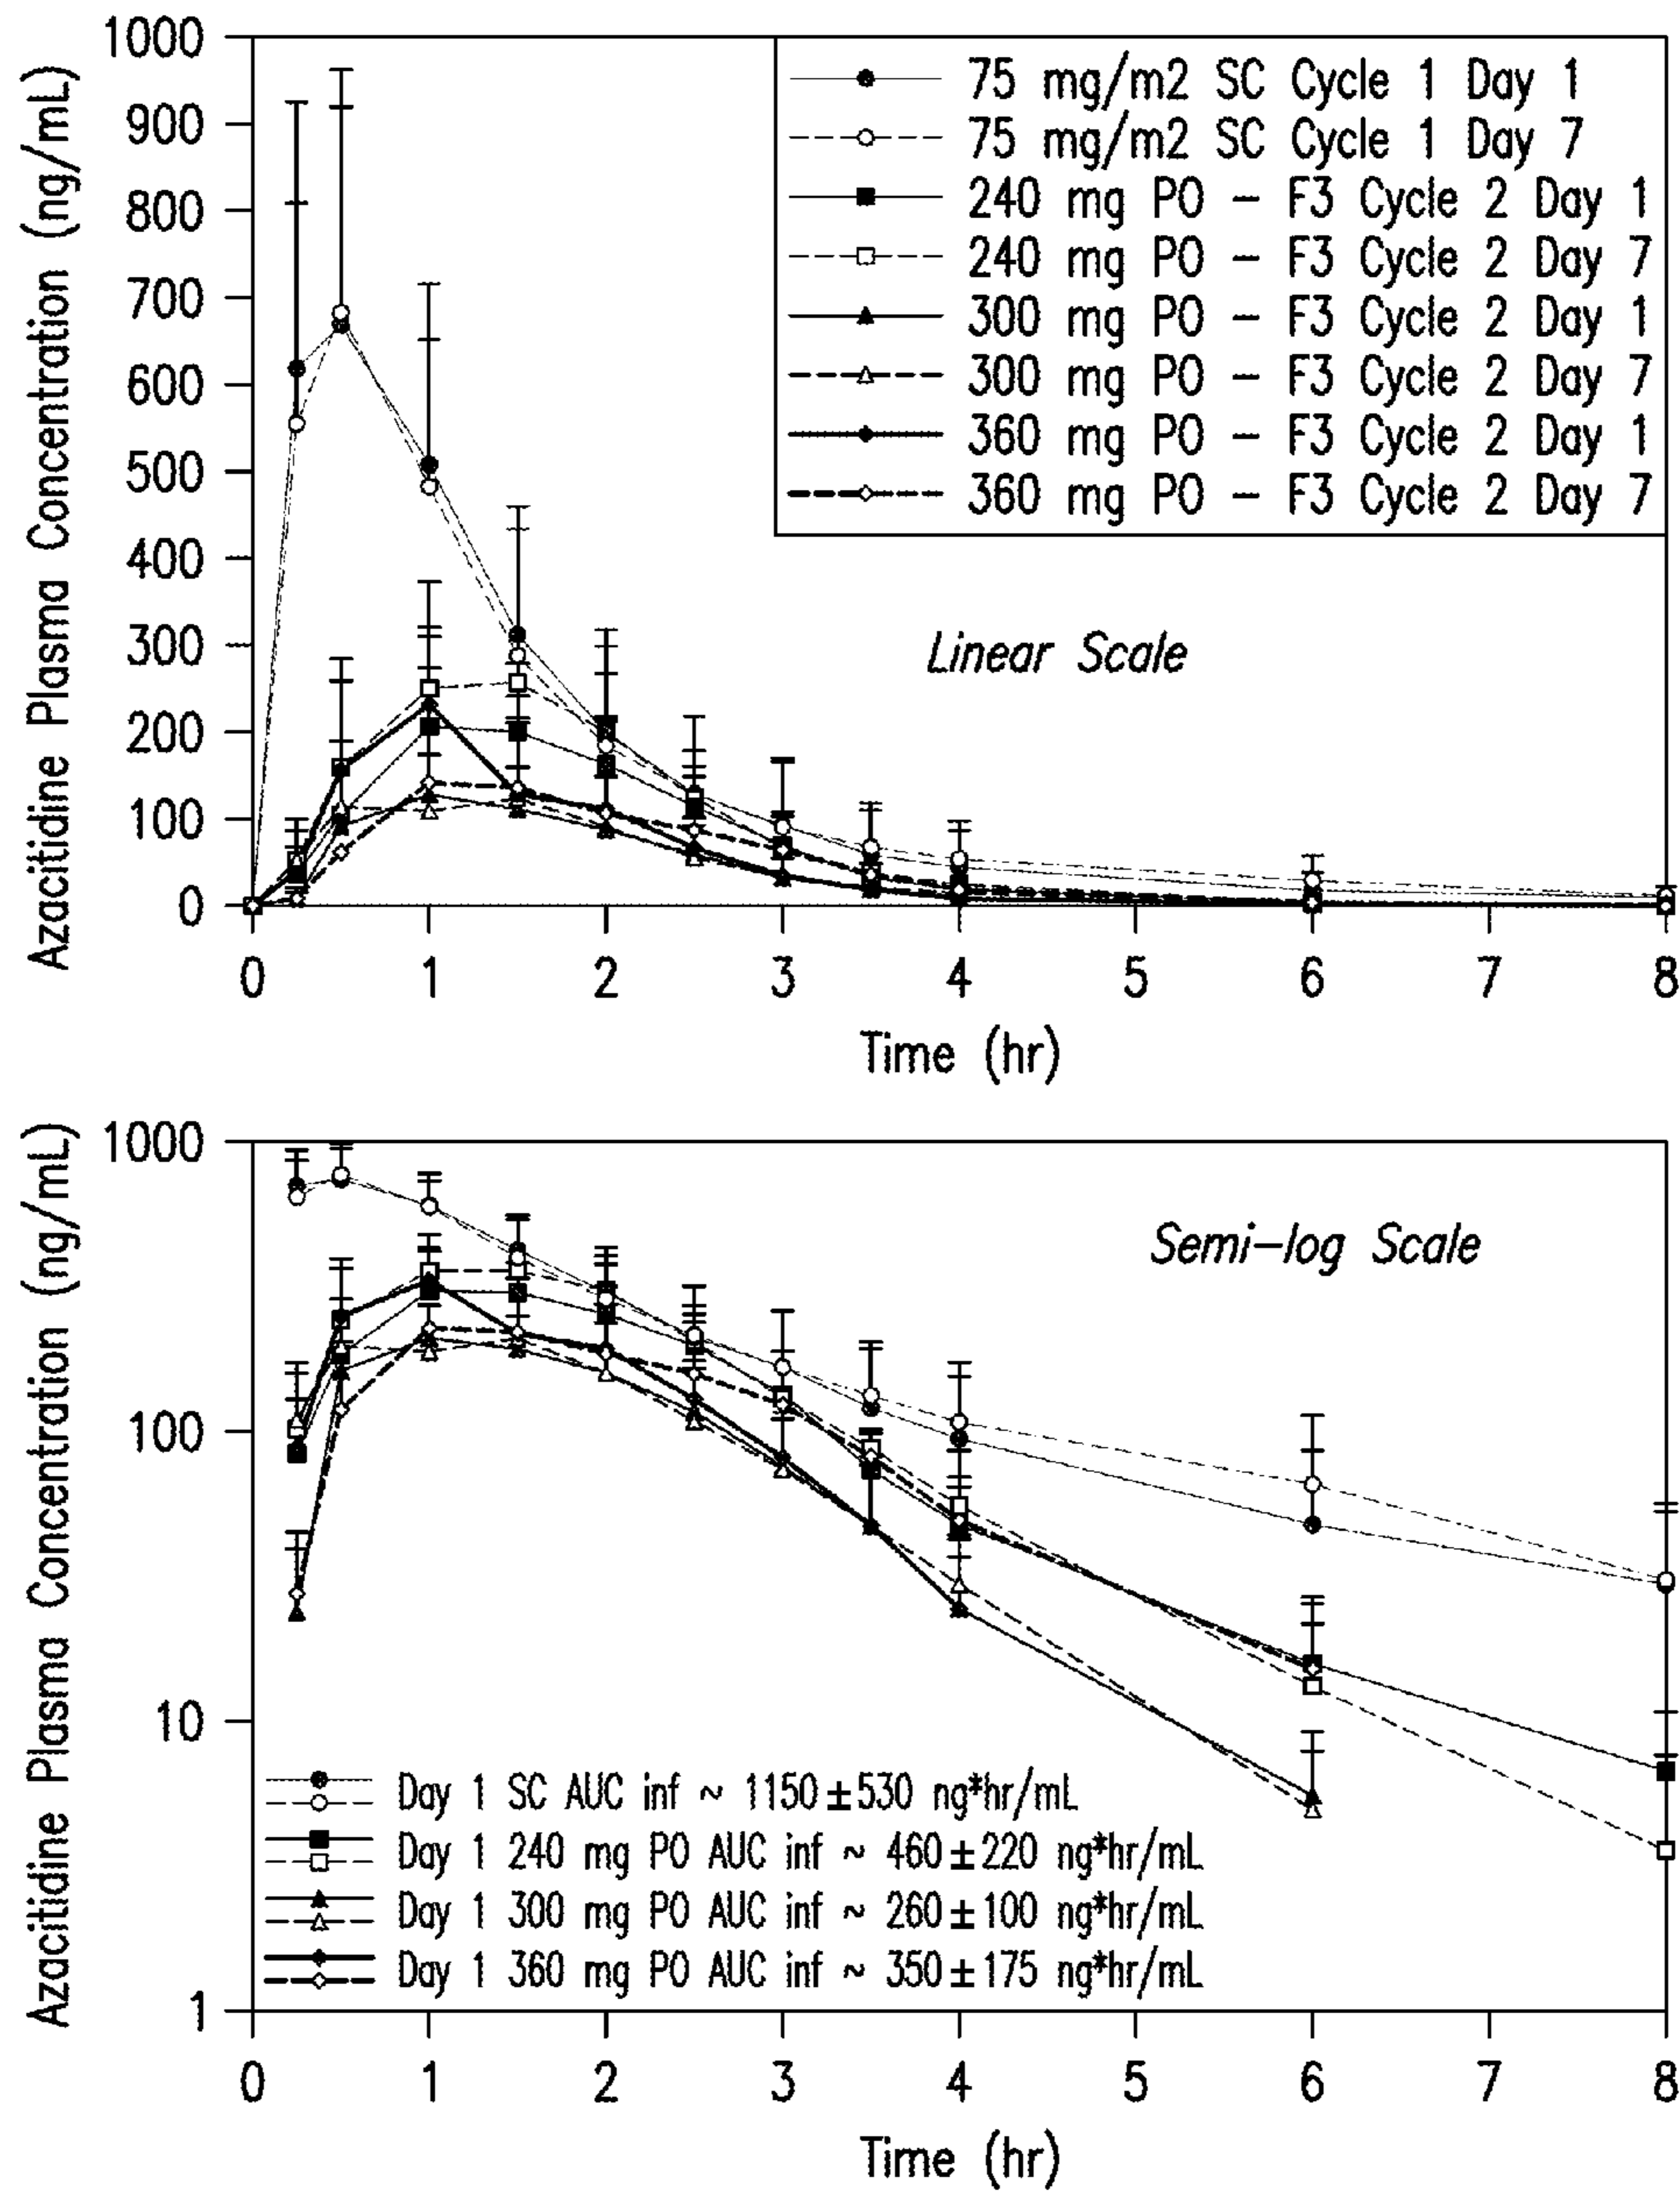 Azacitidine Plasma Concentration (ng/mL)
1000
900
800
700
600
500
400
300
200
100
0
75 mg/m2 SC Cycle 1 Day 1
75 mg/m2 SC Cycle 1 Day 7
240 mg PO - F3 Cycle 2 Day 1
240 mg PO - F3 Cycle 2 Day 7
300 mg PO - F3 Cycle 2 Day 1
300 mg PO - F3 Cycle 2 Day 7
360 mg PO - F3 Cycle 2 Day 1
360 mg PO - F3 Cycle 2 Day 7
Linear Scale
0 1 2 3 4 5 6 7 8
Time (hr)
Azacitidine Plasma Concentration (ng/mL)
1000
100
10
1
Semi-log Scale
Day 1 SC AUC inf ~ 1150±530 ng*hr/mL
Day 1 240 mg PO AUC inf ~ 460±220 ng*hr/mL
Day 1 300 mg PO AUC inf ~ 260±100 ng*hr/mL
Day 1 360 mg PO AUC inf ~ 350±175 ng*hr/mL
0 1 2 3 4 5 6 7 8
Time (hr)